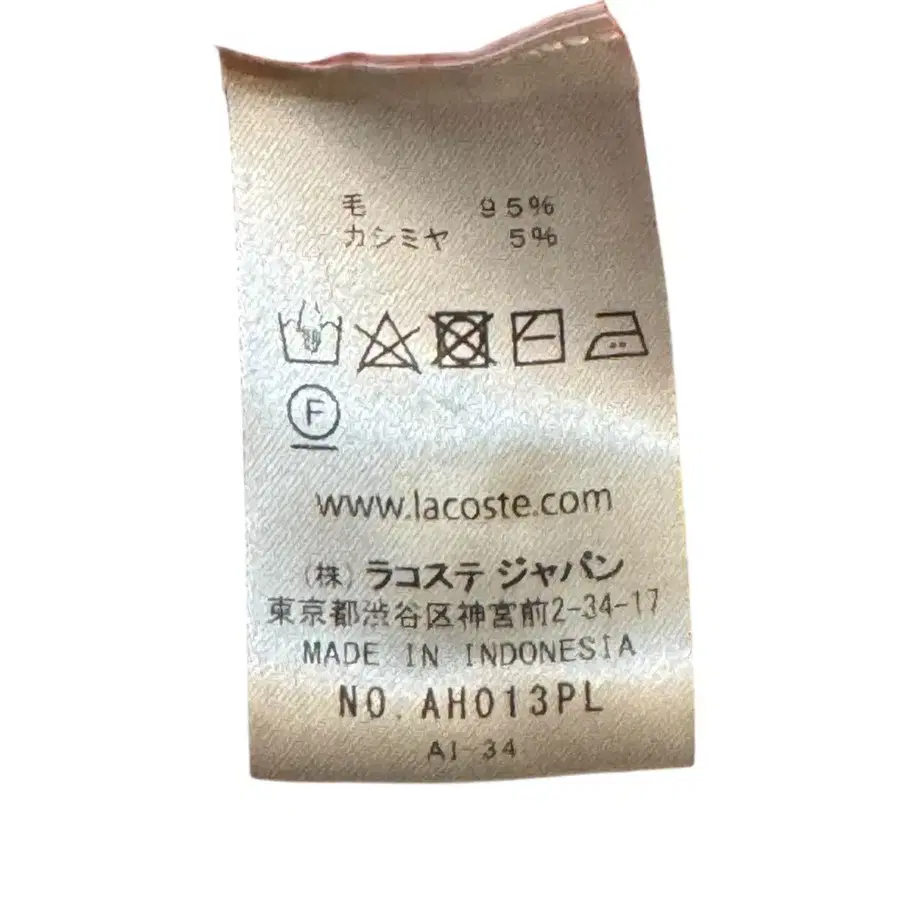 毛 95%
カシミヤ 5%
F
www.lacoste.com
(株) ラコステ ジャパン
東京都渋谷区神宮前2-34-17
MADE IN INDONESIA
NO. AH013PL
AI-34